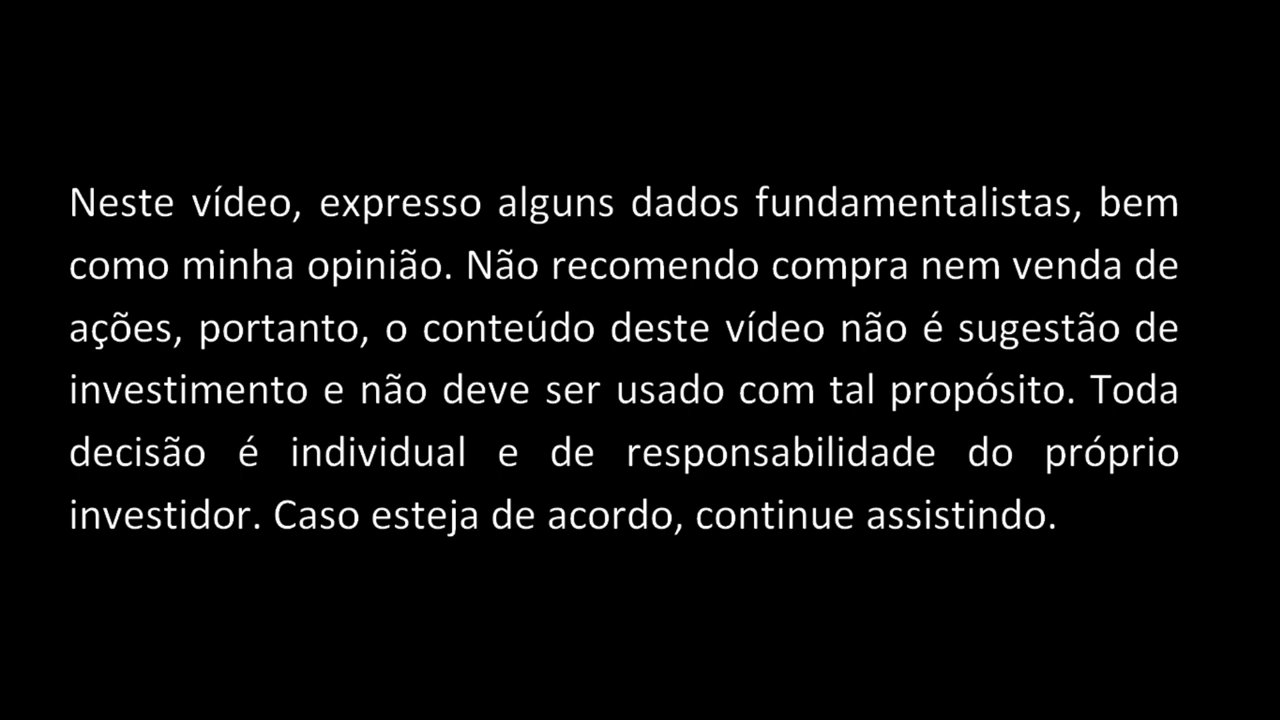 Neste vídeo, expresso alguns dados fundamentalistas, bem
como minha opinião. Não recomendo compra nem venda de
ações, portanto, o conteúdo deste vídeo não é sugestão de
investimento e não deve ser usado com tal propósito. Toda
decisão é individual e de responsabilidade do próprio
investidor. Caso esteja de acordo, continue assistindo.